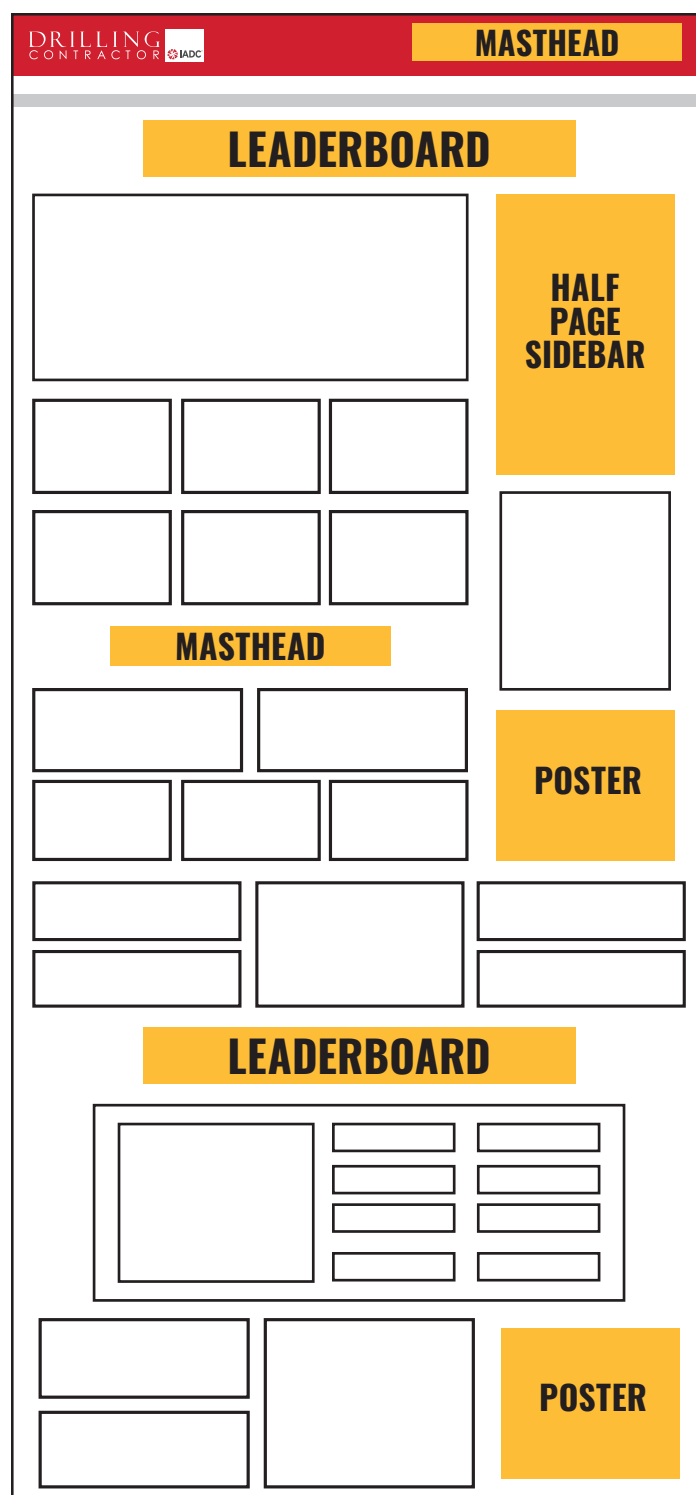 DRILLING
CONTRACTOR
IADC
MASTHEAD
LEADERBOARD
HALF
PAGE
SIDEBAR
MASTHEAD
POSTER
LEADERBOARD
POSTER